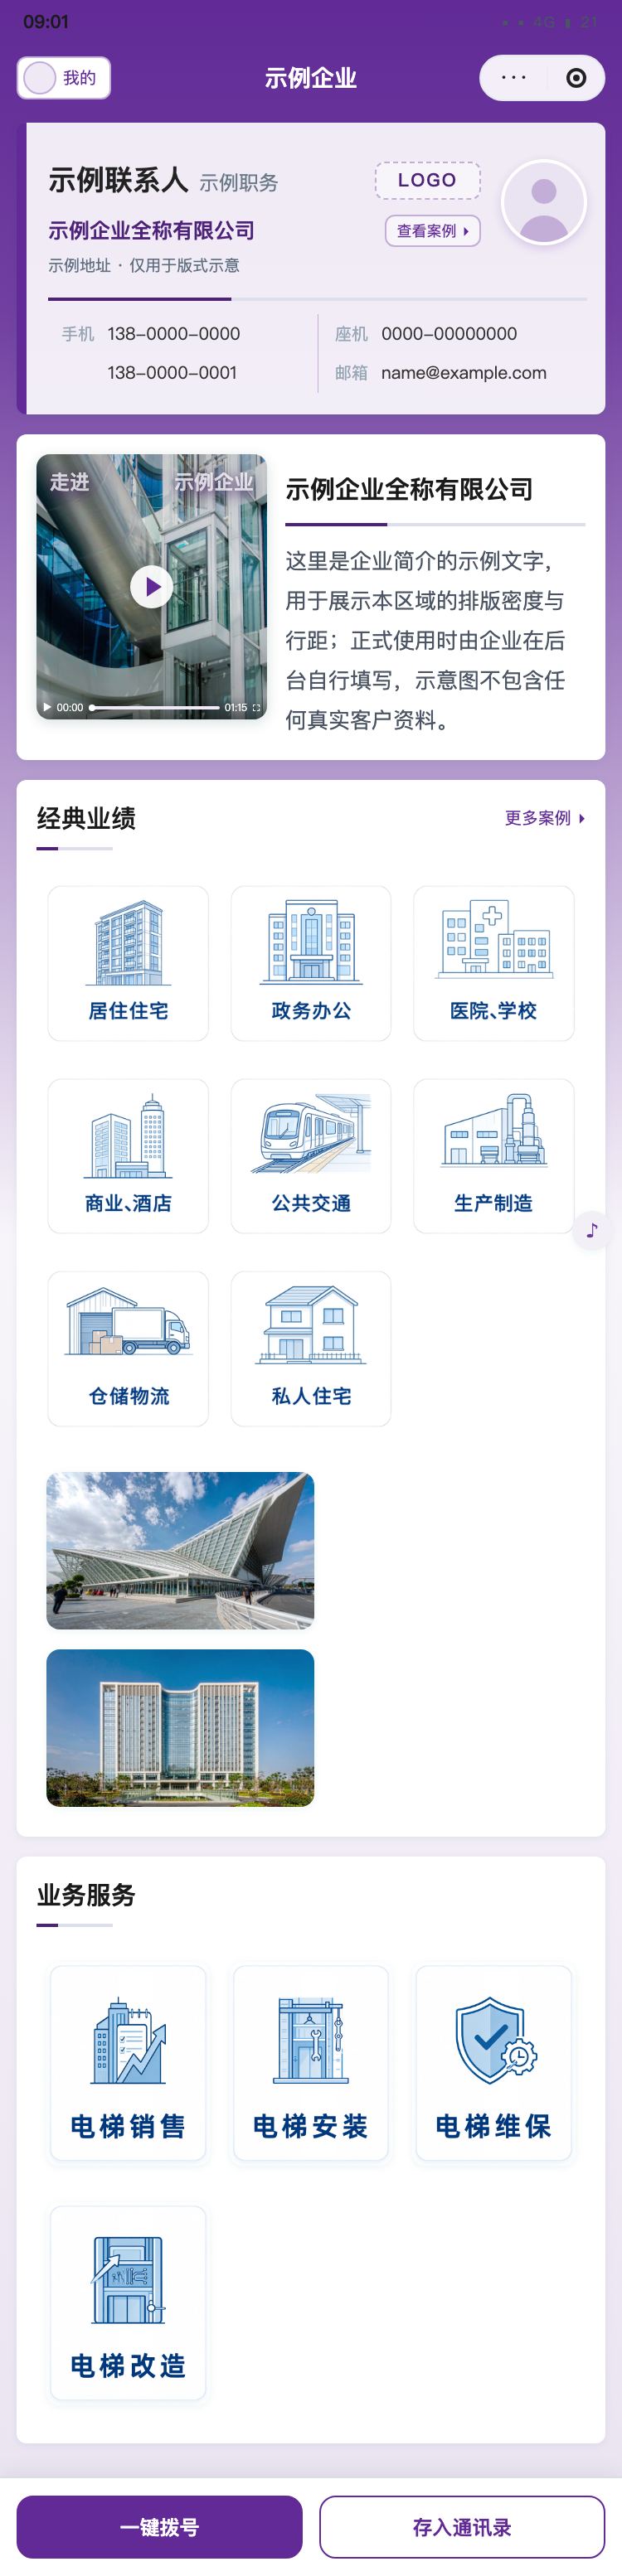 09:01
4G
21
我的
示例企业
示例联系人 示例职务
LOGO
示例企业全称有限公司
查看案例
示例地址 · 仅用于版式示意
手机 138-0000-0000
座机 0000-00000000
138-0000-0001
邮箱 name@example.com
走进
示例企业
00:00
01:15
示例企业全称有限公司
这里是企业简介的示例文字，
用于展示本区域的排版密度与
行距；正式使用时由企业在后
台自行填写，示意图不包含任
何真实客户资料。
经典业绩
更多案例
居住住宅
政务办公
医院、学校
商业、酒店
公共交通
生产制造
仓储物流
私人住宅
业务服务
电梯销售
电梯安装
电梯维保
电梯改造
一键拨号
存入通讯录